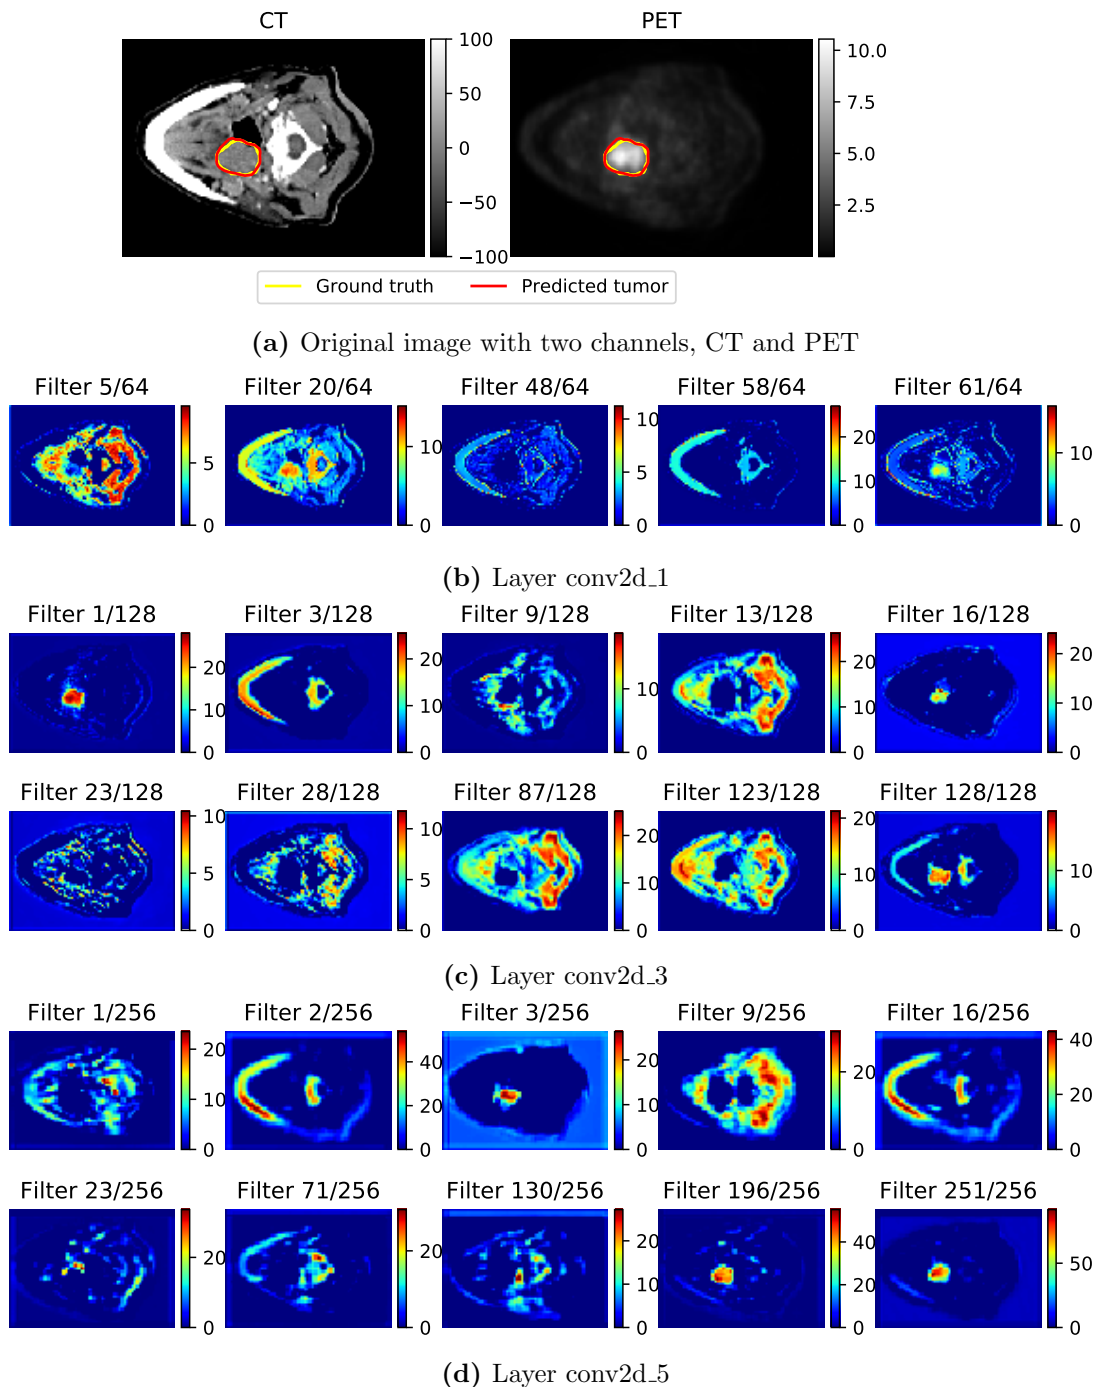 CT PET
100 10.0
50 7.5
0 5.0
−50 2.5
−100
Ground truth Predicted tumor
(a) Original image with two channels, CT and PET
Filter 5/64 Filter 20/64 Filter 48/64 Filter 58/64 Filter 61/64
5 0 10 0 10 5 0 20 10 0 10 0
(b) Layer conv2d_1
Filter 1/128 Filter 3/128 Filter 9/128 Filter 13/128 Filter 16/128
20 10 0 20 10 0 10 0 20 10 0 20 10 0
Filter 23/128 Filter 28/128 Filter 87/128 Filter 123/128 Filter 128/128
10 5 0 10 5 0 20 10 0 20 10 0 10 0
(c) Layer conv2d_3
Filter 1/256 Filter 2/256 Filter 3/256 Filter 9/256 Filter 16/256
20 10 0 40 20 0 20 10 0 20 0 40 20 0
Filter 23/256 Filter 71/256 Filter 130/256 Filter 196/256 Filter 251/256
20 0 20 0 20 10 0 40 20 0 50 0
(d) Layer conv2d_5